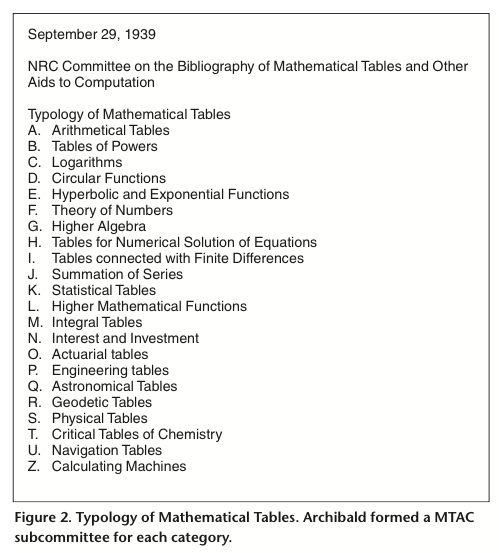 September 29, 1939
NRC Committee on the Bibliography of Mathematical Tables and Other
Aids to Computation
Typology of Mathematical Tables
A. Arithmetical Tables
B. Tables of Powers
C. Logarithms
D. Circular Functions
E. Hyperbolic and Exponential Functions
F. Theory of Numbers
G. Higher Algebra
H. Tables for Numerical Solution of Equations
I. Tables connected with Finite Differences
J. Summation of Series
K. Statistical Tables
L. Higher Mathematical Functions
M. Integral Tables
N. Interest and Investment
O. Actuarial tables
P. Engineering tables
Q. Astronomical Tables
R. Geodetic Tables
S. Physical Tables
T. Critical Tables of Chemistry
U. Navigation Tables
Z. Calculating Machines
Figure 2. Typology of Mathematical Tables. Archibald formed a MTAC
subcommittee for each category.